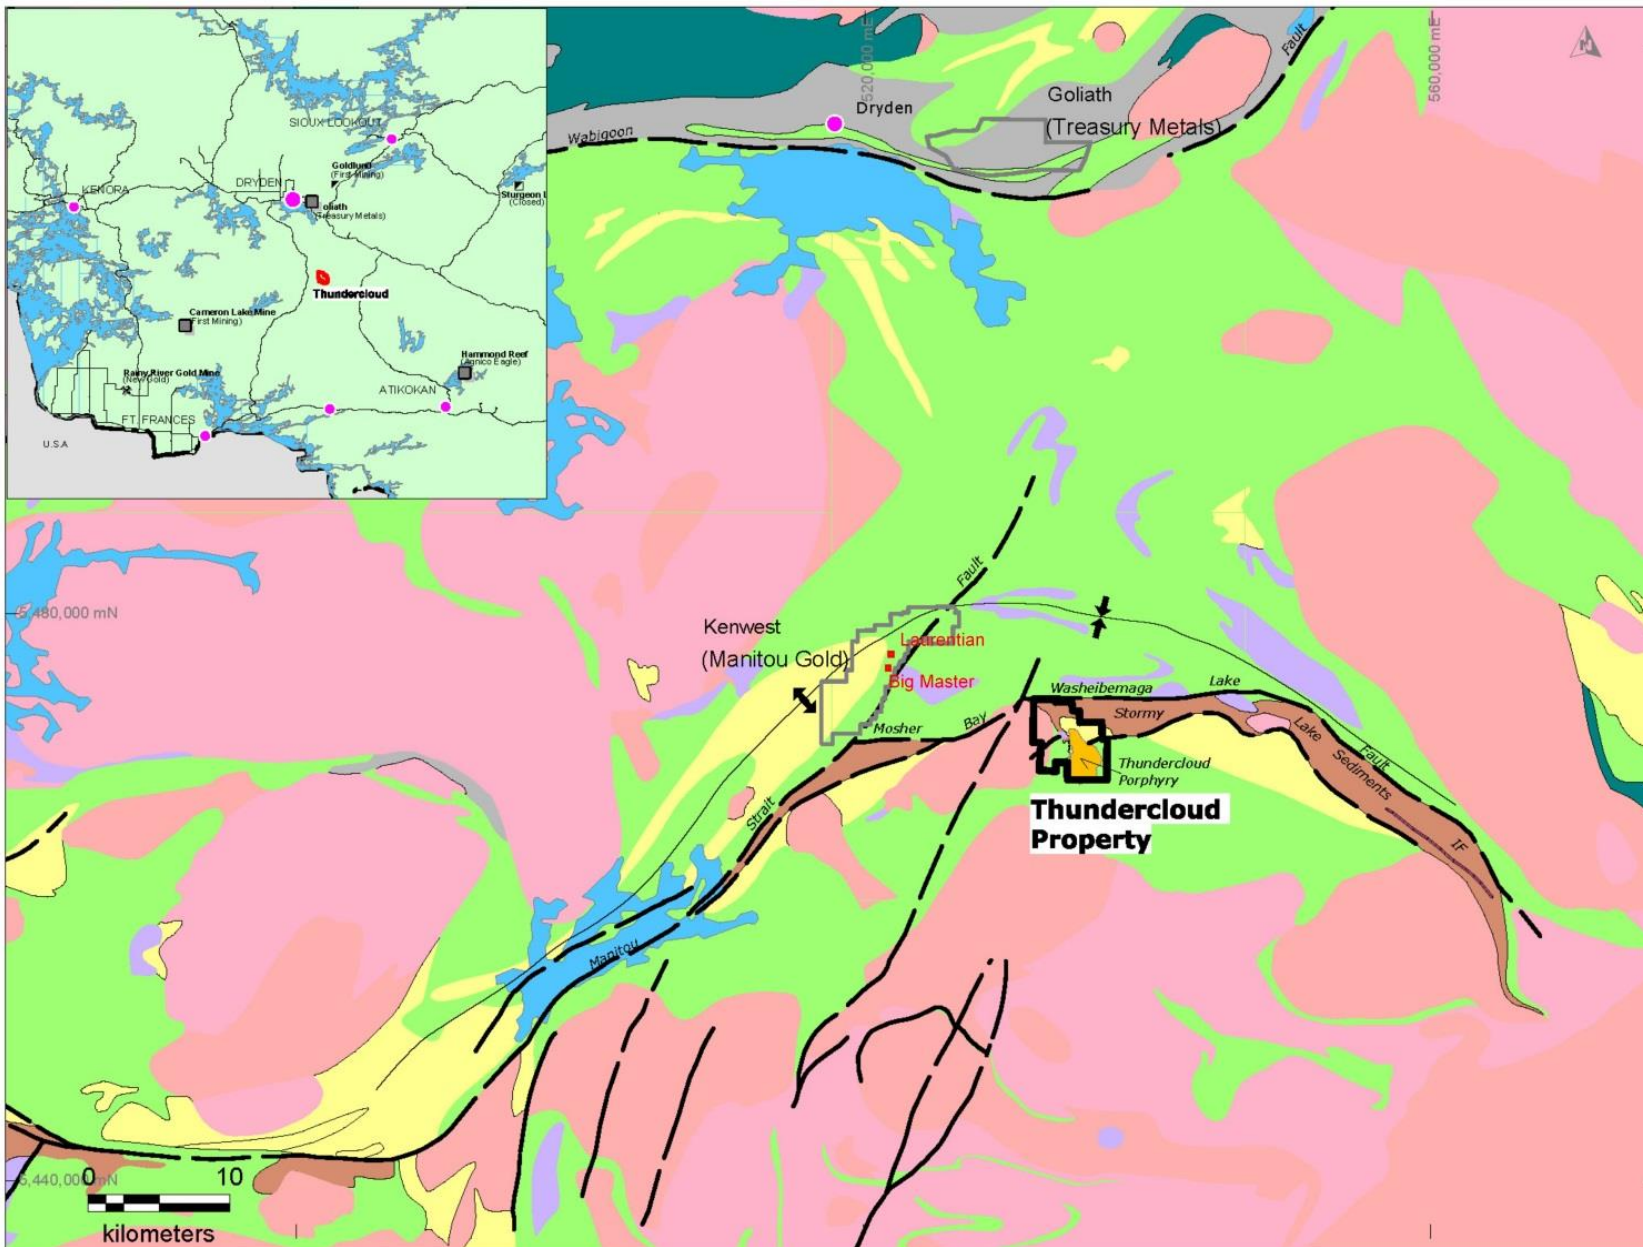 SIOUX LOOKOUT
Goldlund
(First Mining)
KENORA
DRYDEN
oliath
(Treasury Metals)
Sturgeon L
(Closed)
Thundercloud
Cameron Lake Mine
(First Mining)
Hammond Reef
(Agnico Eagle)
Rainy River Gold Mine
(New Gold)
ATIKOKAN
FT. FRANCES
U.S.A
520,000 mE
560,000 mE
Fault
N
Dryden
Goliath
(Treasury Metals)
Wabigoon
5,480,000 mN
Fault
Kenwest
(Manitou Gold)
Laurentian
Big Master
Washeibemaga
Lake
Mosher
Bay
Stormy
Lake
Sediments
Fault
Thundercloud
Porphyry
Thundercloud
Property
Strait
IF
Manitou
5,440,000 mN
0 10
kilometers